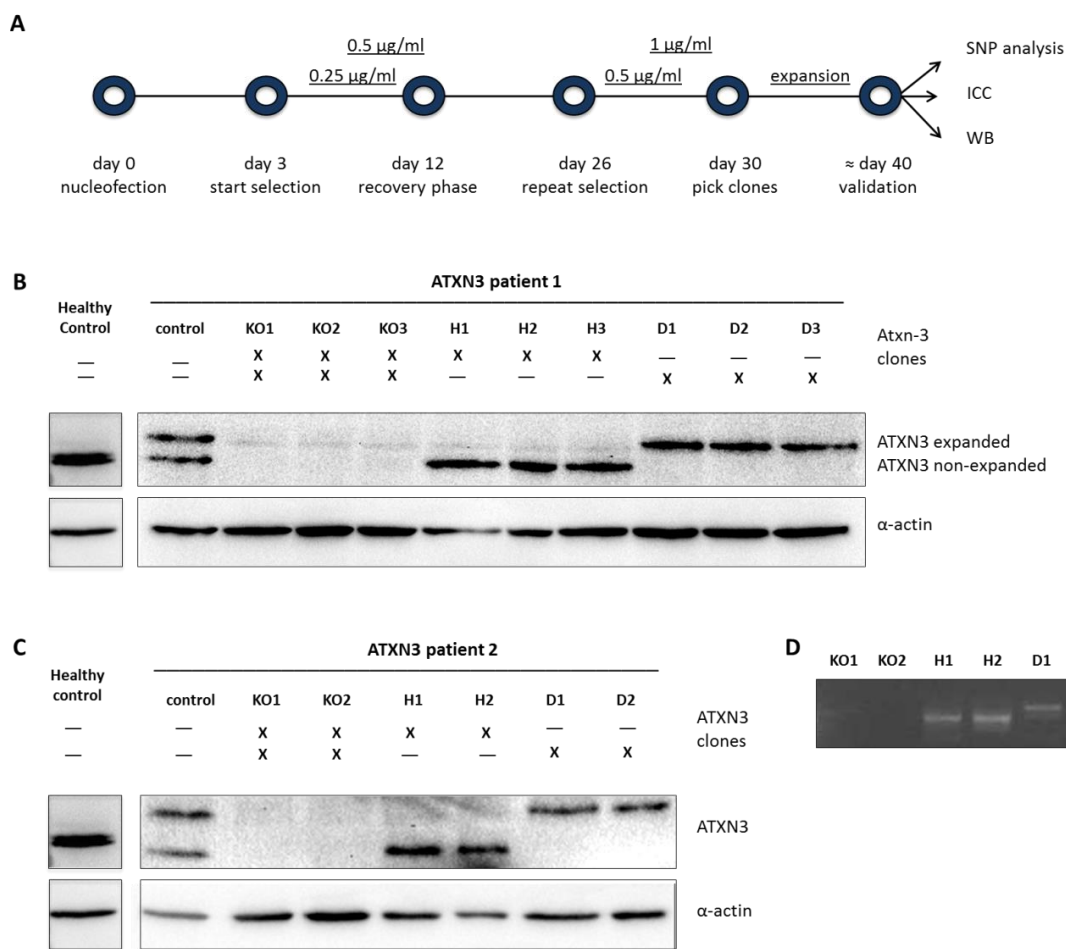 A
0.5 µg/ml
1 µg/ml
0.25 µg/ml
0.5 µg/ml
expansion
SNP analysis
ICC
WB
day 0
nucleofection
day 3
start selection
day 12
recovery phase
day 26
repeat selection
day 30
pick clones
≈ day 40
validation
B
ATXN3 patient 1
Healthy
Control
control KO1 KO2 KO3 H1 H2 H3 D1 D2 D3
— — X X X X X X — — —
— — X X X — — — X X X
Atxn-3
clones
ATXN3 expanded
ATXN3 non-expanded
α-actin
C
ATXN3 patient 2
Healthy
control
control KO1 KO2 H1 H2 D1 D2
— — X X X X — —
— — X X — — X X
ATXN3
clones
ATXN3
α-actin
D
KO1 KO2 H1 H2 D1